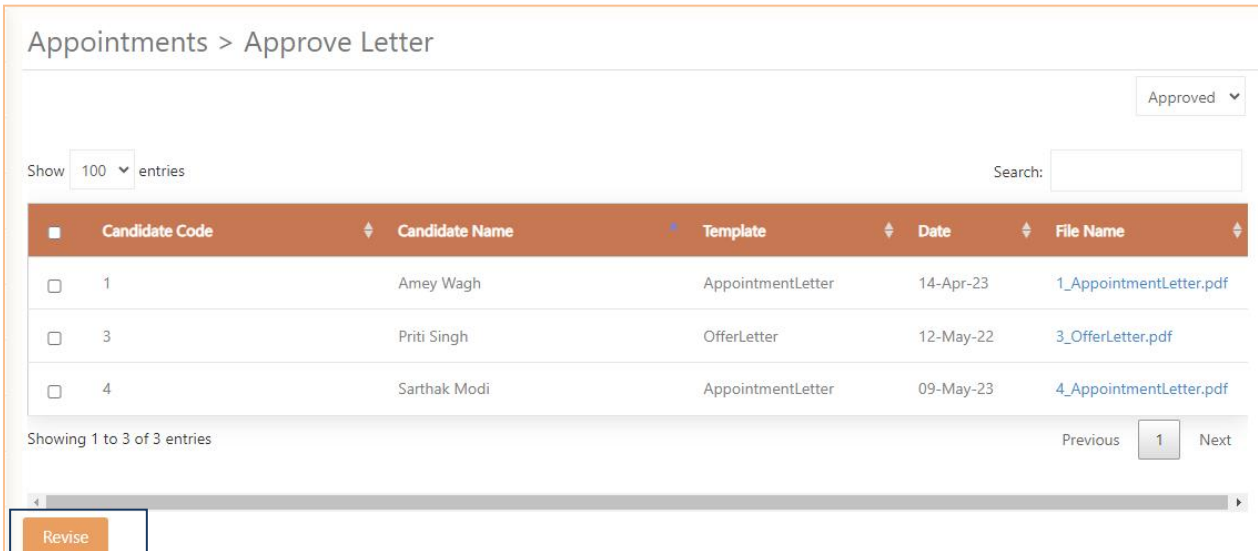 Appointments > Approve Letter
Approved
Show 100 entries Search:
Candidate Code Candidate Name Template Date File Name
1 Amey Wagh AppointmentLetter 14-Apr-23 1_AppointmentLetter.pdf
3 Priti Singh OfferLetter 12-May-22 3_OfferLetter.pdf
4 Sarthak Modi AppointmentLetter 09-May-23 4_AppointmentLetter.pdf
Showing 1 to 3 of 3 entries Previous 1 Next
Revise